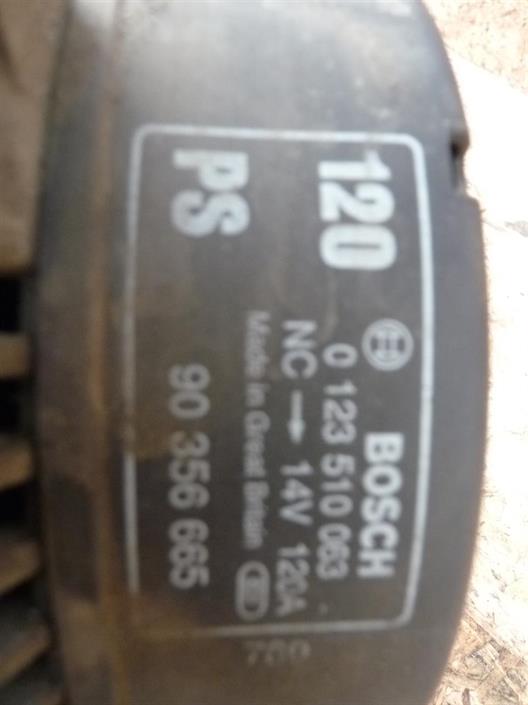 120
BOSCH
0 123 510 063
NC → 14V 120A
Made in Great Britain
PS
90 356 665